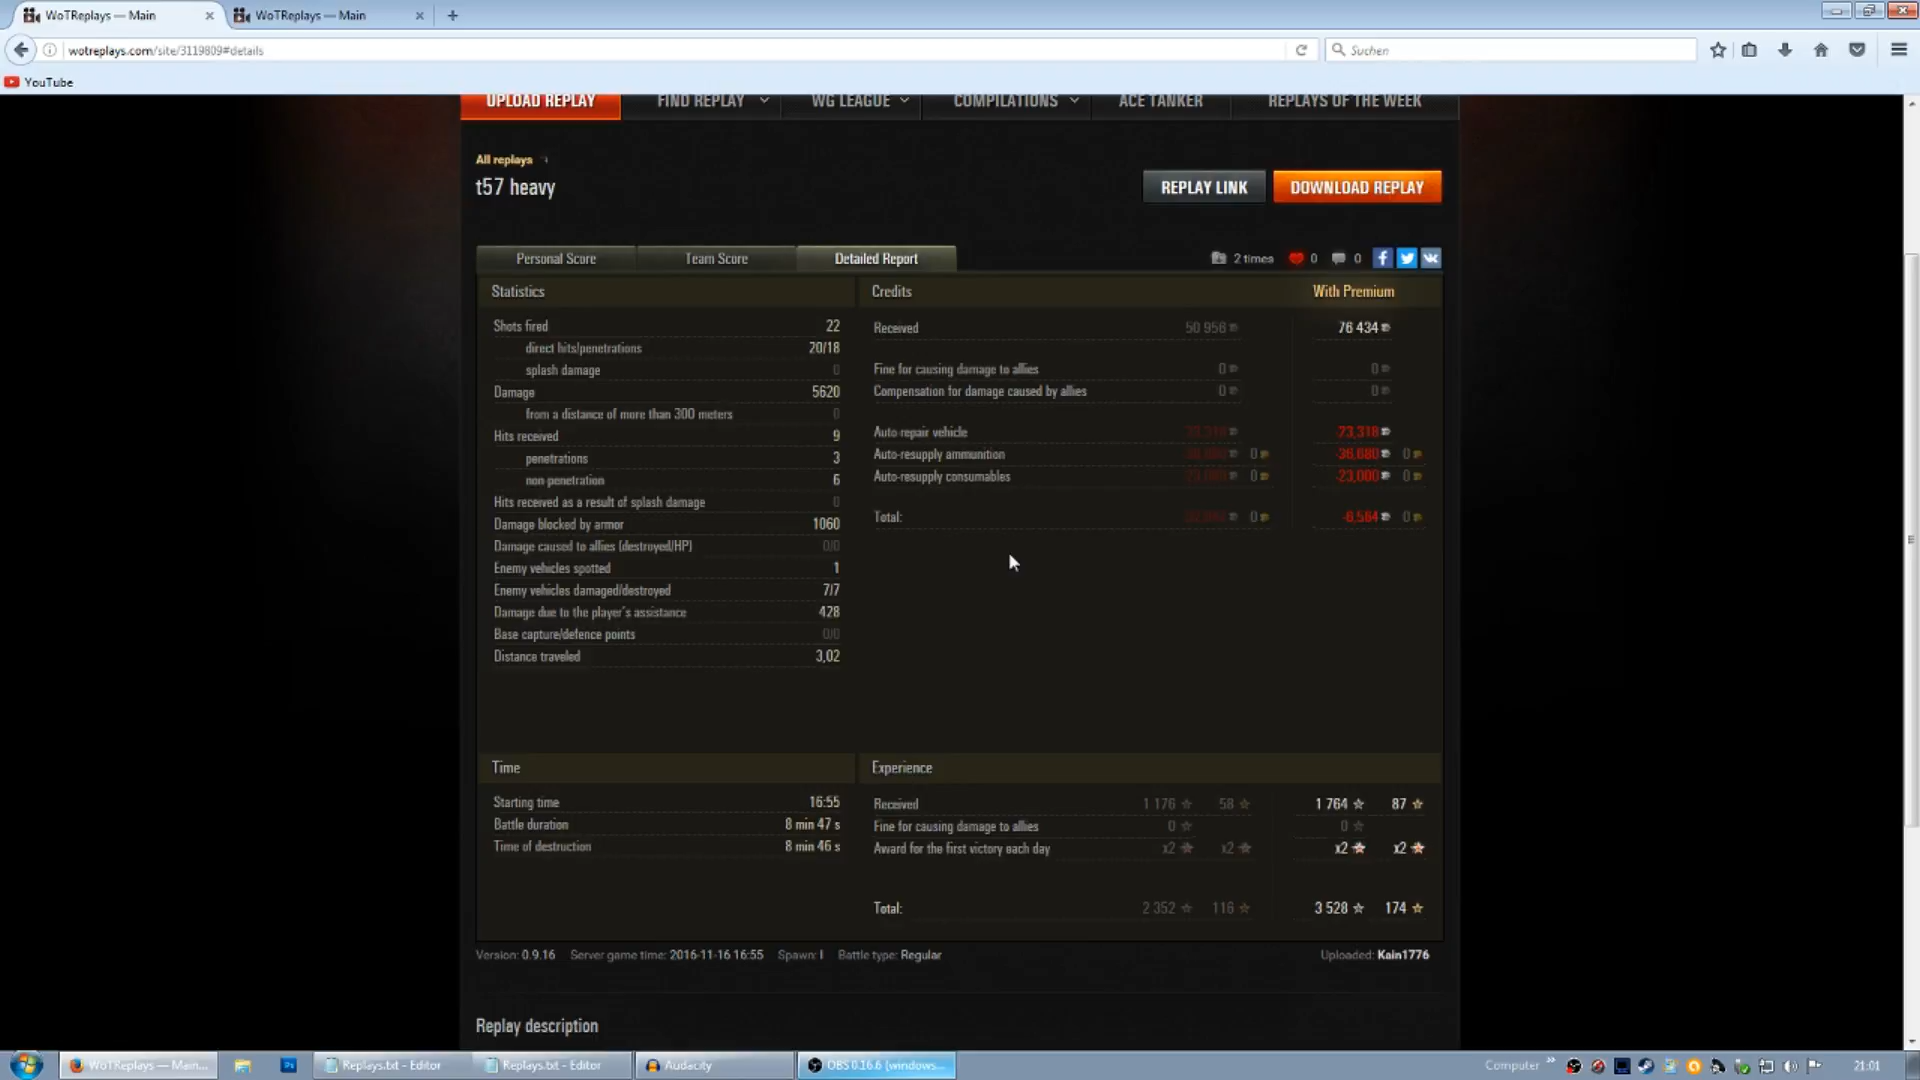 WoTReplays — Main
WoTReplays — Main
wotreplays.com/site/3119809#details
Suchen
YouTube
UPLOAD REPLAY
FIND REPLAY
WG LEAGUE
COMPILATIONS
ACE TANKER
REPLAYS OF THE WEEK
All replays
t57 heavy
REPLAY LINK
DOWNLOAD REPLAY
Personal Score
Team Score
Detailed Report
2 times
0
0
Statistics
Credits
With Premium
Shots fired 22
direct hits/penetrations 20/18
splash damage 0
Damage 5620
from a distance of more than 300 meters 0
Hits received 9
penetrations 3
non-penetration 6
Hits received as a result of splash damage 0
Damage blocked by armor 1060
Damage caused to allies (destroyed/HP) 0/0
Enemy vehicles spotted 1
Enemy vehicles damaged/destroyed 7/7
Damage due to the player's assistance 428
Base capture/defence points 0/0
Distance traveled 3,02
Received 50 956 76 434
Fine for causing damage to allies 0 0
Compensation for damage caused by allies 0 0
Auto repair vehicle
Auto-resupply ammunition 0 -36,680 0
Auto-resupply consumables 0 -23,000 0
Total: 0 0
Time
Experience
Starting time 16:55
Battle duration 8 min 47 s
Time of destruction 8 min 46 s
Received 1 176 58 1 764 87
Fine for causing damage to allies 0 0
Award for the first victory each day x2 x2 x2 x2
Total: 2 352 116 3 528 174
Version: 0.9.16 Server game time: 2016-11-16 16:55 Spawn: I Battle type: Regular
Uploaded: Kain1776
Replay description
WoTReplays — Main...
Replays.txt - Editor
Replays.txt - Editor
Audacity
OBS 0.16.6 (windows...
Computer
21:01